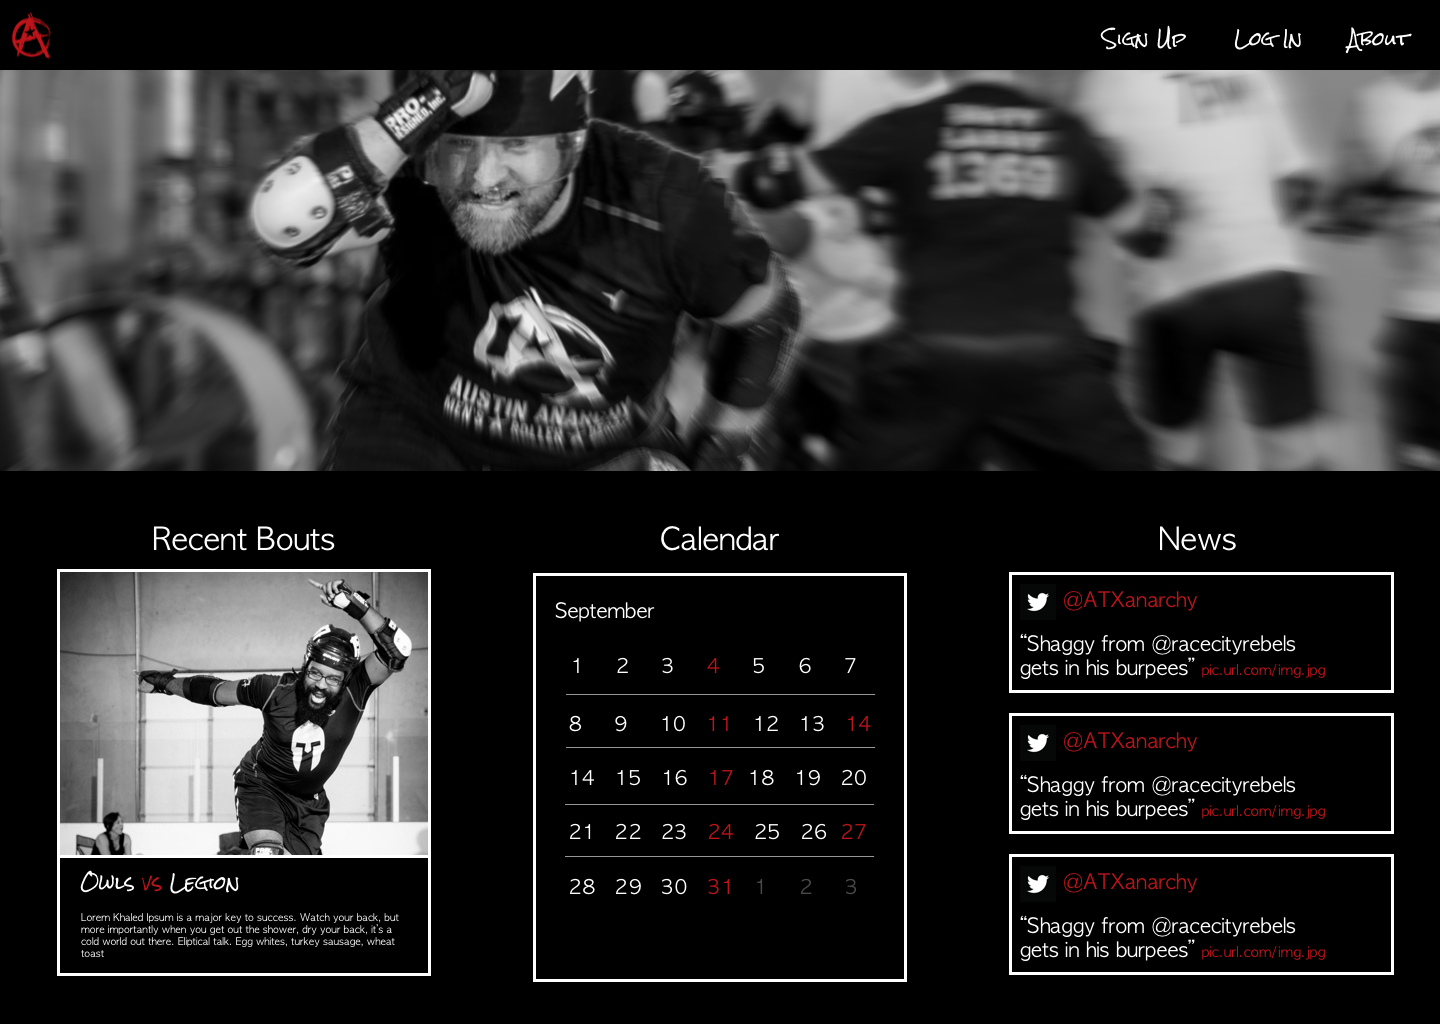 Sign Up Log In About
PRO-
DESIGNED, Inc.
1369
AUSTIN ANARCHY
Recent Bouts
Calendar
News
September
1 2 3 4 5 6 7
8 9 10 11 12 13 14
14 15 16 17 18 19 20
21 22 23 24 25 26 27
28 29 30 31 1 2 3
Owls vs Legion
Lorem Khaled Ipsum is a major key to success. Watch your back, but
more importantly when you get out the shower, dry your back, it's a
cold world out there. Eliptical talk. Egg whites, turkey sausage, wheat
toast
@ATXanarchy
“Shaggy from @racecityrebels
gets in his burpees” pic.url.com/img.jpg
@ATXanarchy
“Shaggy from @racecityrebels
gets in his burpees” pic.url.com/img.jpg
@ATXanarchy
“Shaggy from @racecityrebels
gets in his burpees” pic.url.com/img.jpg